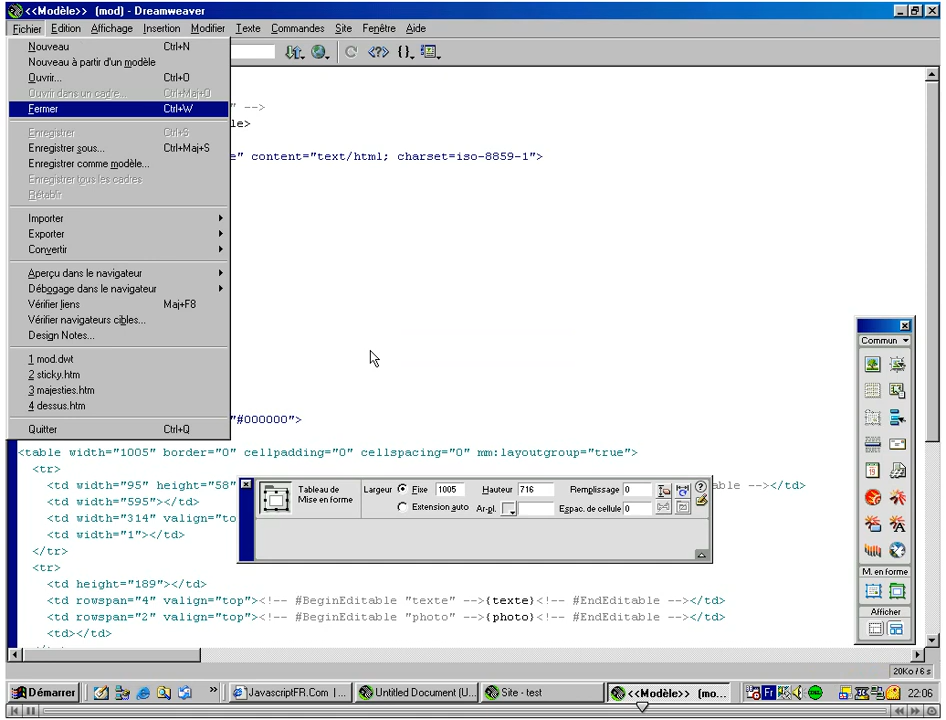 <<Modèle>> (mod) - Dreamweaver
Fichier Edition Affichage Insertion Modifier Texte Commandes Site Fenêtre Aide
Nouveau Ctrl+N
Nouveau à partir d'un modèle
Ouvrir... Ctrl+O
Ouvrir dans un cadre... Ctrl+Maj+O
Fermer Ctrl+W
Enregistrer Ctrl+S
Enregistrer sous... Ctrl+Maj+S
Enregistrer comme modèle...
Enregistrer tous les cadres
Rétablir
Importer
Exporter
Convertir
Aperçu dans le navigateur
Débogage dans le navigateur
Vérifier liens Maj+F8
Vérifier navigateurs cibles...
Design Notes...
1 mod.dwt
2 sticky.htm
3 majesties.htm
4 dessus.htm
Quitter Ctrl+Q
" -->
le>
e" content="text/html; charset=iso-8859-1">
"#000000">
<table width="1005" border="0" cellpadding="0" cellspacing="0" mm:layoutgroup="true">
<tr>
<td width="95" height="58" able --></td>
<td width="595"></td>
<td width="314" valign="to
<td width="1"></td>
</tr>
<tr>
<td height="189"></td>
<td rowspan="4" valign="top"><!-- #BeginEditable "texte" -->{texte}<!-- #EndEditable --></td>
<td rowspan="2" valign="top"><!-- #BeginEditable "photo" -->{photo}<!-- #EndEditable --></td>
<td></td>
Tableau de
Mise en forme
Largeur Fixe 1005 Hauteur 716 Remplissage 0
Extension auto Ar-pl. Espac. de cellule 0
Commun
M. en forme
Afficher
20Ko / 6 s
Démarrer
JavascriptFR.Com | ...
Untitled Document (U...
Site - test
<<Modèle>> (mo...
Fr
22:06